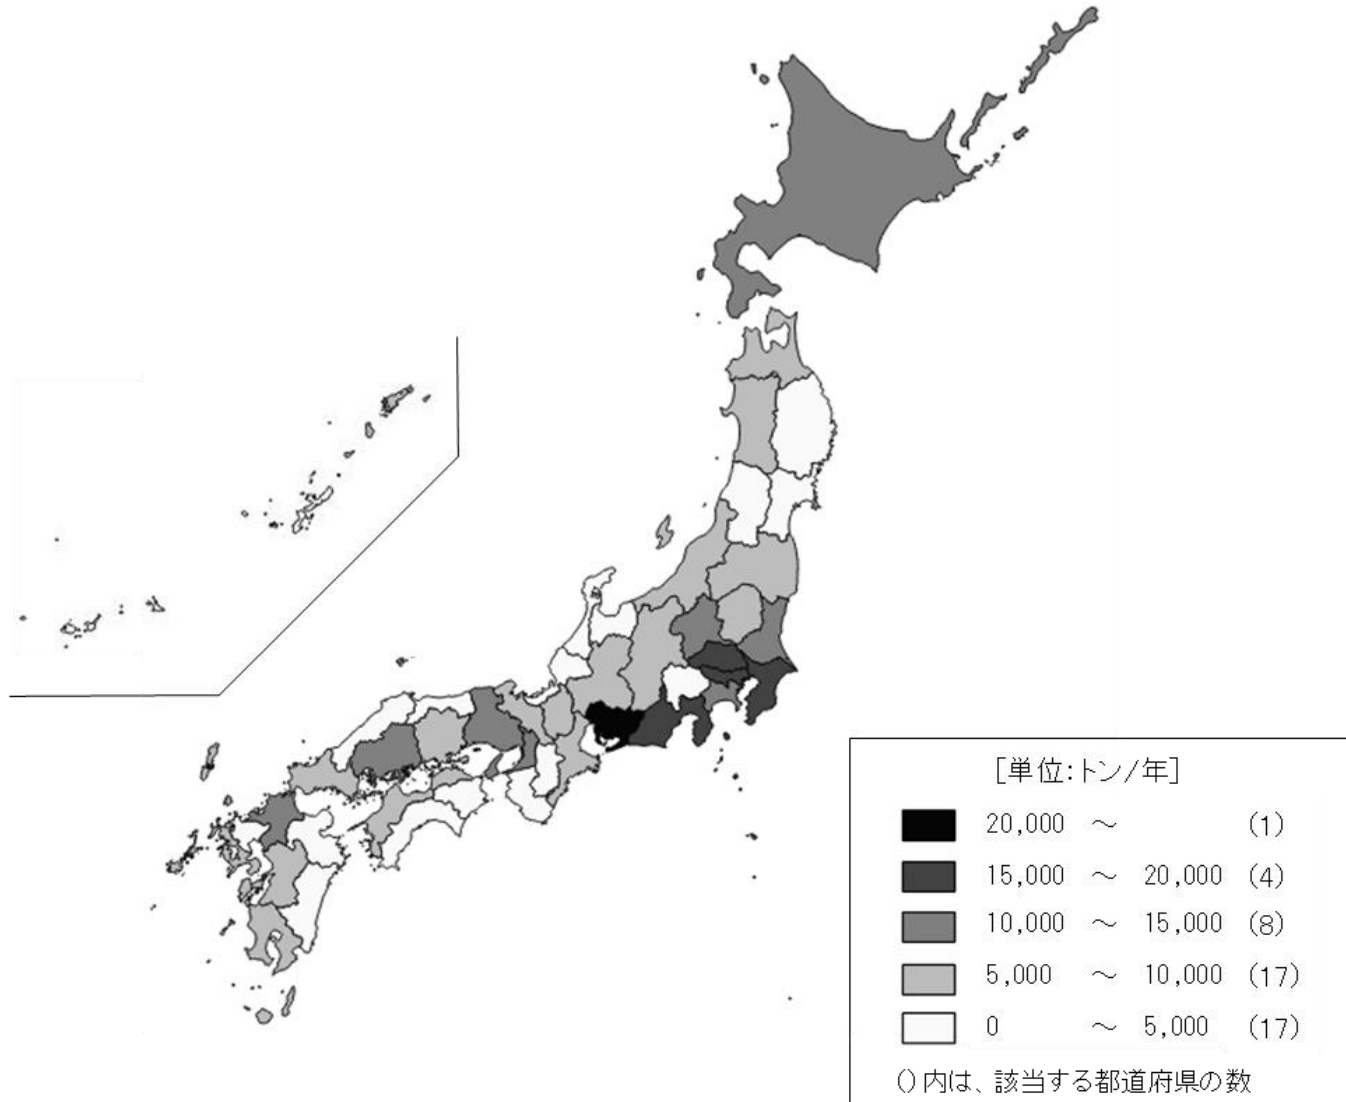 [単位:トン/年]
20,000 ～ (1)
15,000 ～ 20,000 (4)
10,000 ～ 15,000 (8)
5,000 ～ 10,000 (17)
0 ～ 5,000 (17)
()内は、該当する都道府県の数